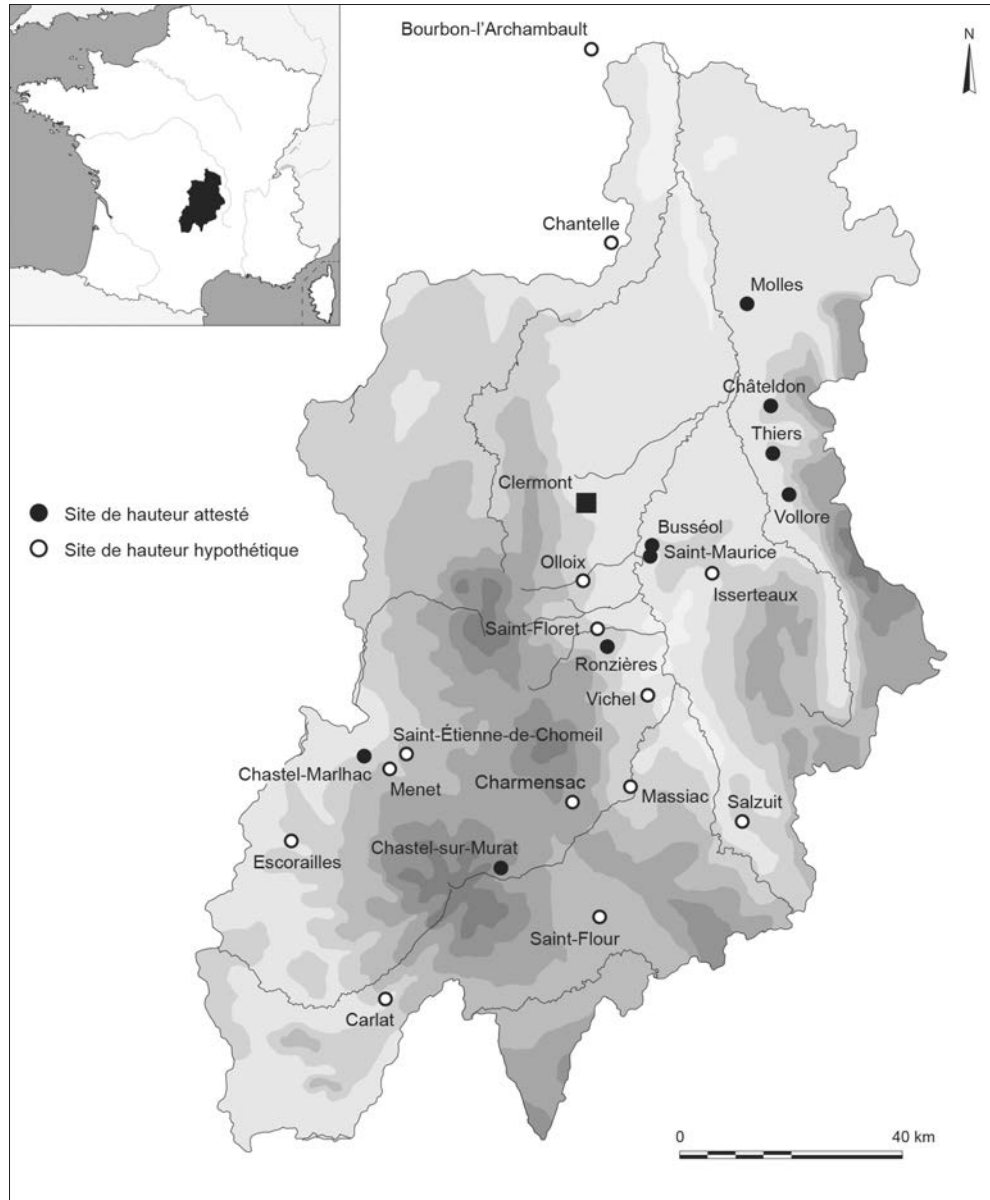 Bourbon-l'Archambault
N
Chantelle
Molles
Châteldon
Thiers
Clermont
Vollore
Site de hauteur attesté
Site de hauteur hypothétique
Busséol
Saint-Maurice
Olloix
Isserteaux
Saint-Floret
Ronzières
Vichel
Saint-Étienne-de-Chomeil
Chastel-Marlhac
Menet
Charmensac
Massiac
Salzuit
Chastel-sur-Murat
Escorailles
Saint-Flour
Carlat
0 40 km